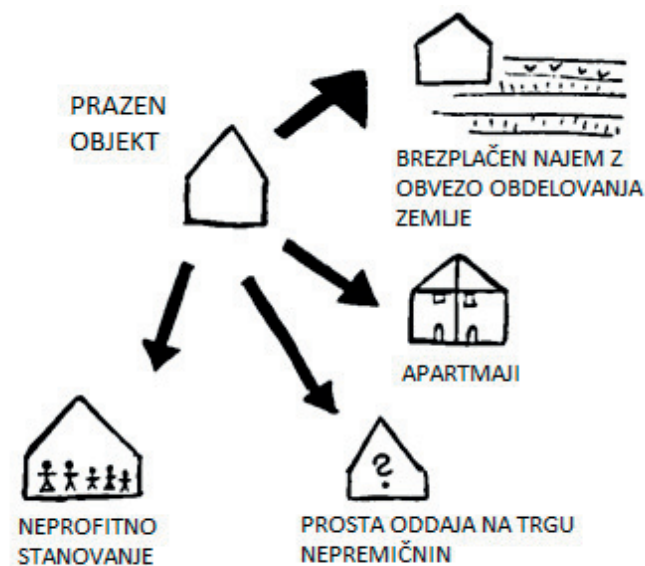 PRAZEN
OBJEKT
BREZPLAČEN NAJEM Z
OBVEZO OBDELOVANJA
ZEMLJE
APARTMAJI
NEPROFITNO
STANOVANJE
?
PROSTA ODDAJA NA TRGU
NEPREMIČNIN